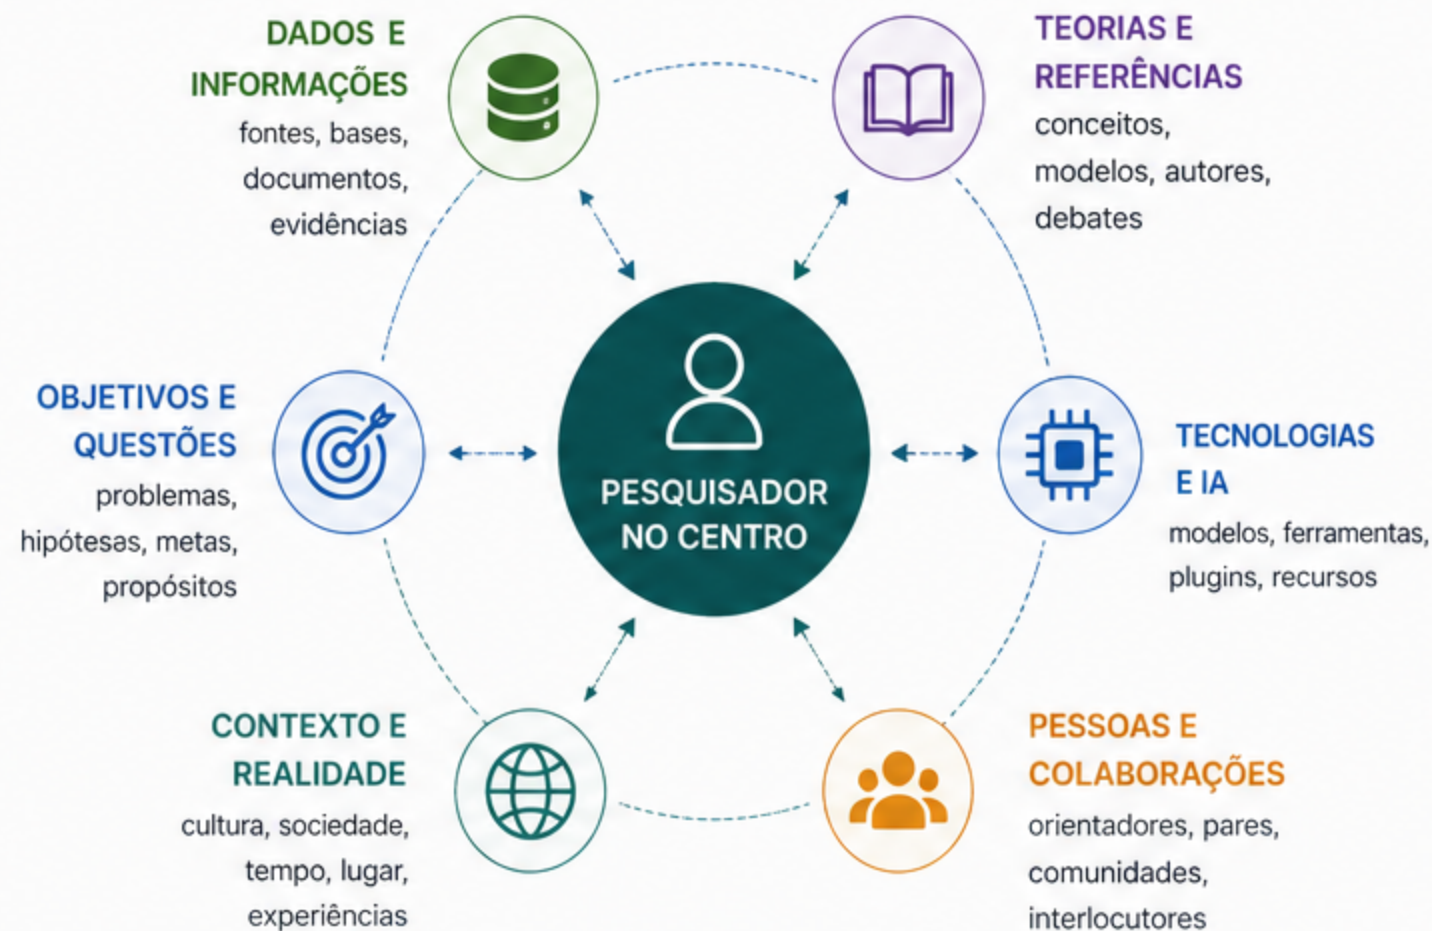 DADOS E
INFORMAÇÕES
fontes, bases,
documentos,
evidências
TEORIAS E
REFERÊNCIAS
conceitos,
modelos, autores,
debates
OBJETIVOS E
QUESTÕES
problemas,
hipótesas, metas,
propósitos
PESQUISADOR
NO CENTRO
TECNOLOGIAS
E IA
modelos, ferramentas,
plugins, recursos
CONTEXTO E
REALIDADE
cultura, sociedade,
tempo, lugar,
experiências
PESSOAS E
COLABORAÇÕES
orientadores, pares,
comunidades,
interlocutores